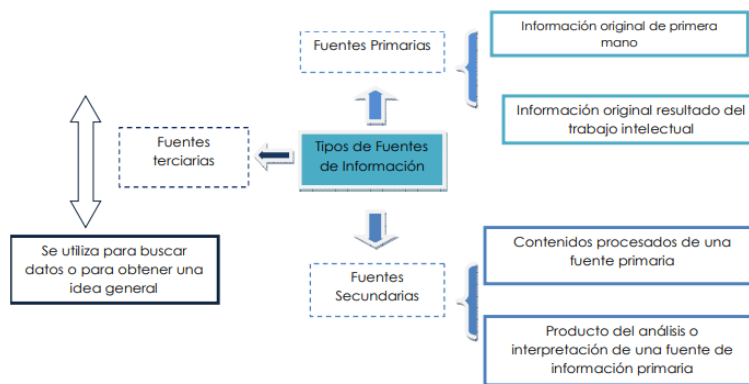 Fuentes Primarias
Información original de primera
mano
Información original resultado del
trabajo intelectual
Tipos de Fuentes
de Información
Fuentes
terciarias
Se utiliza para buscar
datos o para obtener una
idea general
Fuentes
Secundarias
Contenidos procesados de una
fuente primaria
Producto del análisis o
interpretación de una fuente de
información primaria